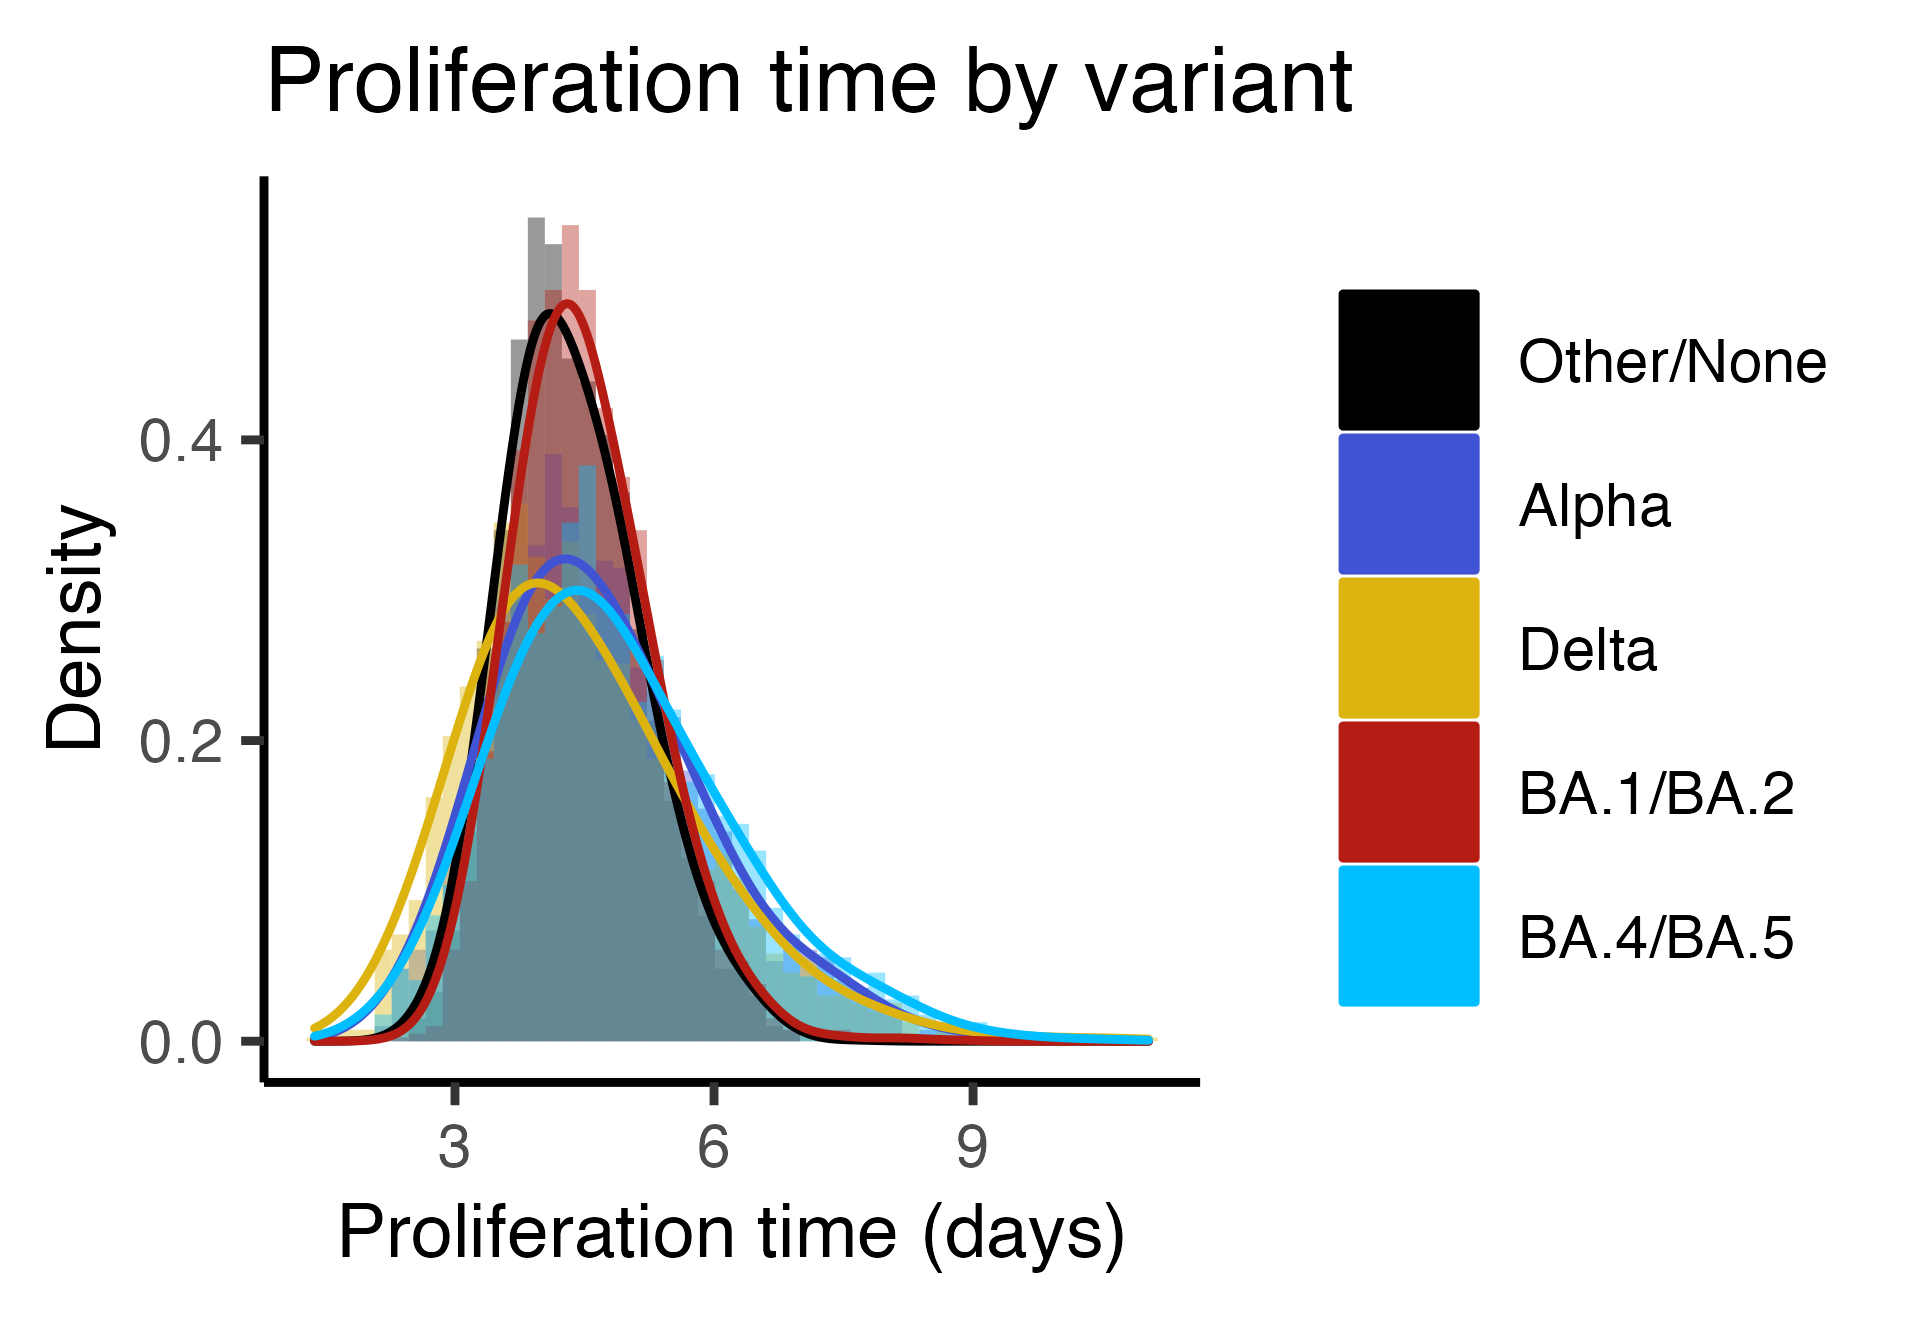 Proliferation time by variant
Density
0.4
0.2
0.0
3 6 9
Proliferation time (days)
Other/None
Alpha
Delta
BA.1/BA.2
BA.4/BA.5